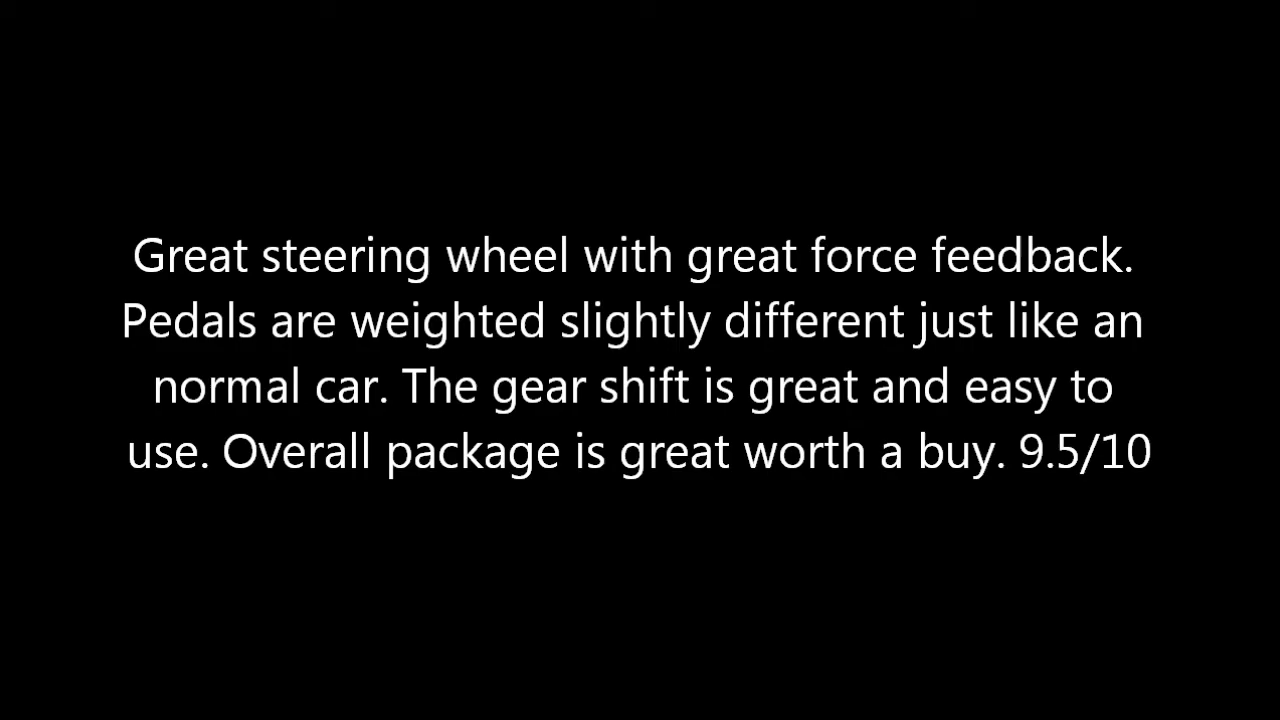 Great steering wheel with great force feedback.
Pedals are weighted slightly different just like an
normal car. The gear shift is great and easy to
use. Overall package is great worth a buy. 9.5/10